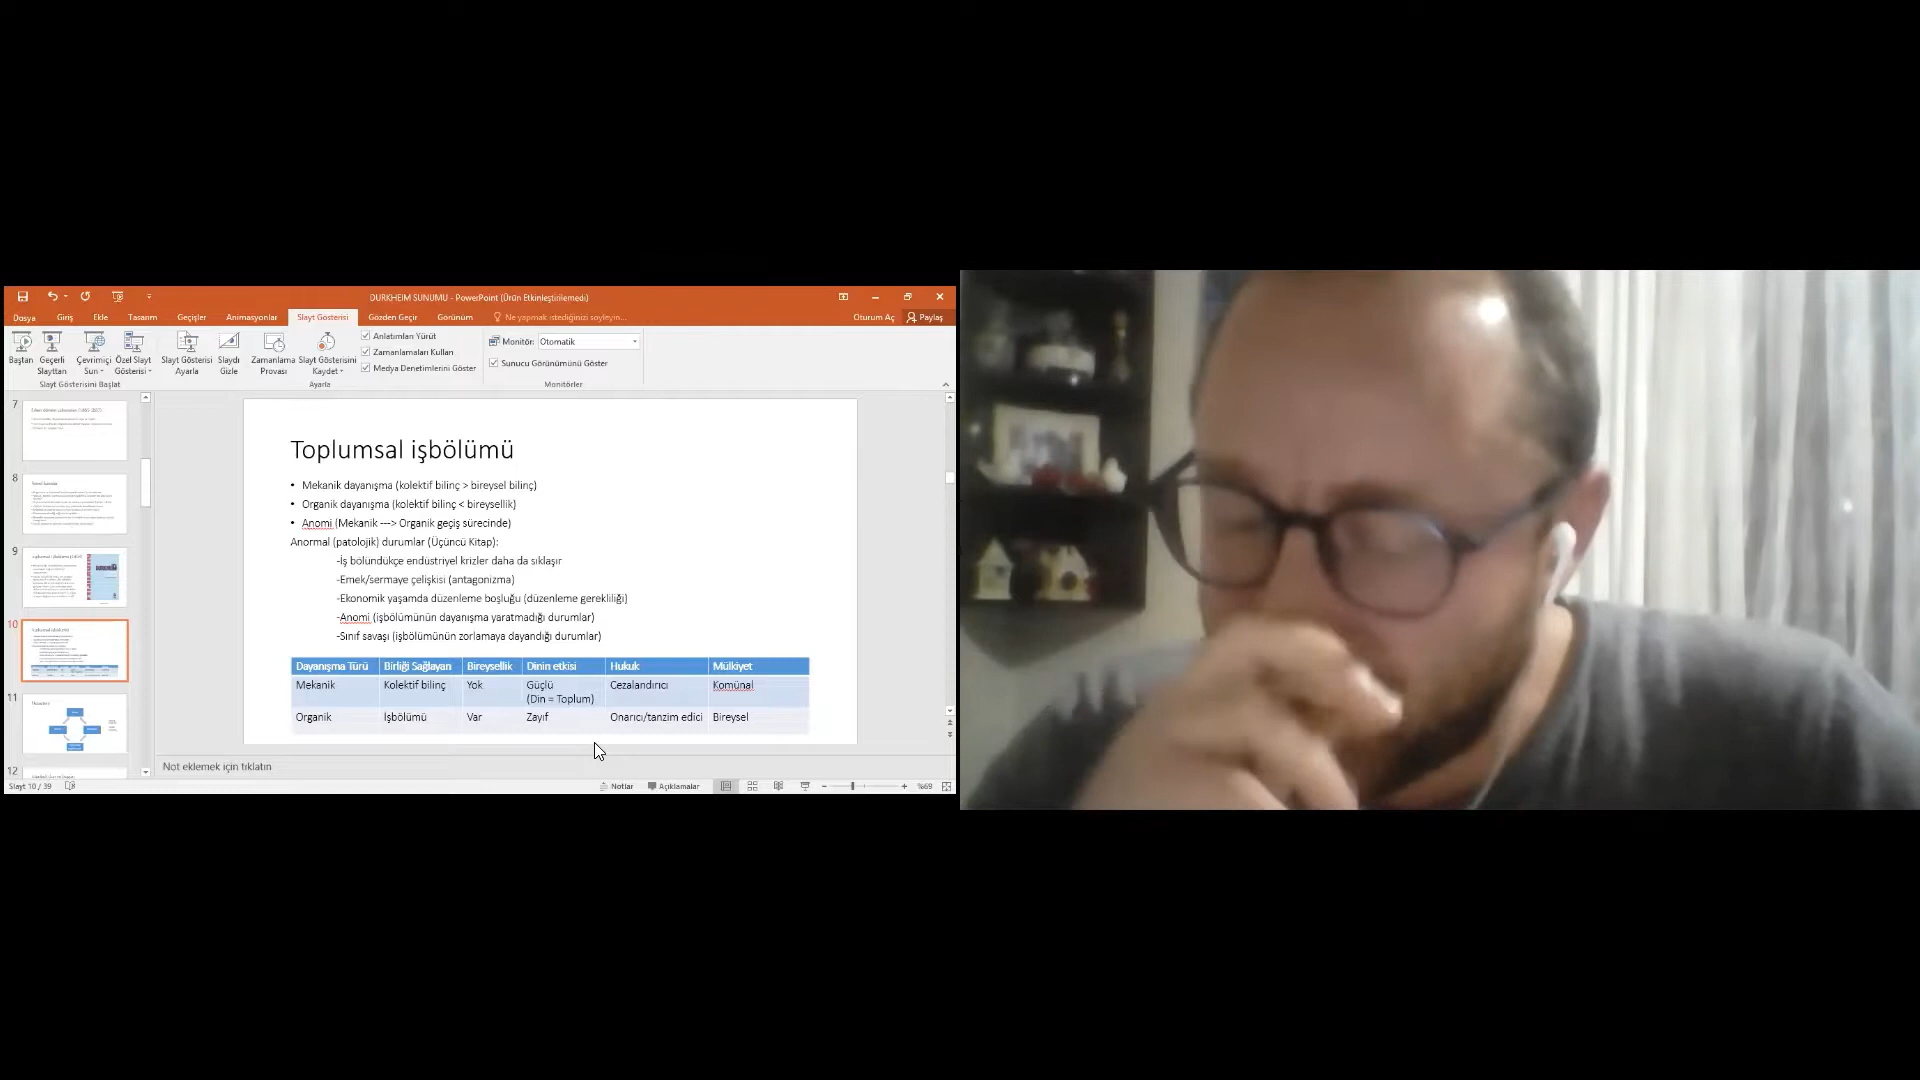 DURKHEIM SUNUMU - PowerPoint (Ürün Etkinleştirilemedi)
Dosya Giriş Ekle Tasarım Geçişler Animasyonlar Slayt Gösterisi Gözden Geçir Görünüm Ne yapmak istediğinizi söyleyin... Oturum Aç Paylaş
Baştan
Geçerli Slayttan
Çevrimiçi Sun
Özel Slayt Gösterisi
Slayt Gösterisini Başlat
Slayt Gösterisi Ayarla
Slaydı Gizle
Zamanlama Provası
Slayt Gösterisini Kaydet
Anlatımları Yürüt
Zamanlamaları Kullan
Medya Denetimlerini Göster
Ayarla
Monitör: Otomatik
Sunucu Görünümünü Göster
Monitörler
7
8
9
10
11
12
Toplumsal işbölümü
• Mekanik dayanışma (kolektif bilinç > bireysel bilinç)
• Organik dayanışma (kolektif bilinç < bireysellik)
• Anomi (Mekanik ---> Organik geçiş sürecinde)
Anormal (patolojik) durumlar (Üçüncü Kitap):
-İş bölündükçe endüstriyel krizler daha da sıklaşır
-Emek/sermaye çelişkisi (antagonizma)
-Ekonomik yaşamda düzenleme boşluğu (düzenleme gerekliliği)
-Anomi (işbölümünün dayanışma yaratmadığı durumlar)
-Sınıf savaşı (işbölümünün zorlamaya dayandığı durumlar)
Dayanışma Türü Birliği Sağlayan Bireysellik Dinin etkisi Hukuk Mülkiyet
Mekanik Kolektif bilinç Yok Güçlü Cezalandırıcı Komünal
(Din = Toplum)
Organik İşbölümü Var Zayıf Onarıcı/tanzim edici Bireysel
Not eklemek için tıklatın
Slayt 10 / 39 Notlar Açıklamalar %69